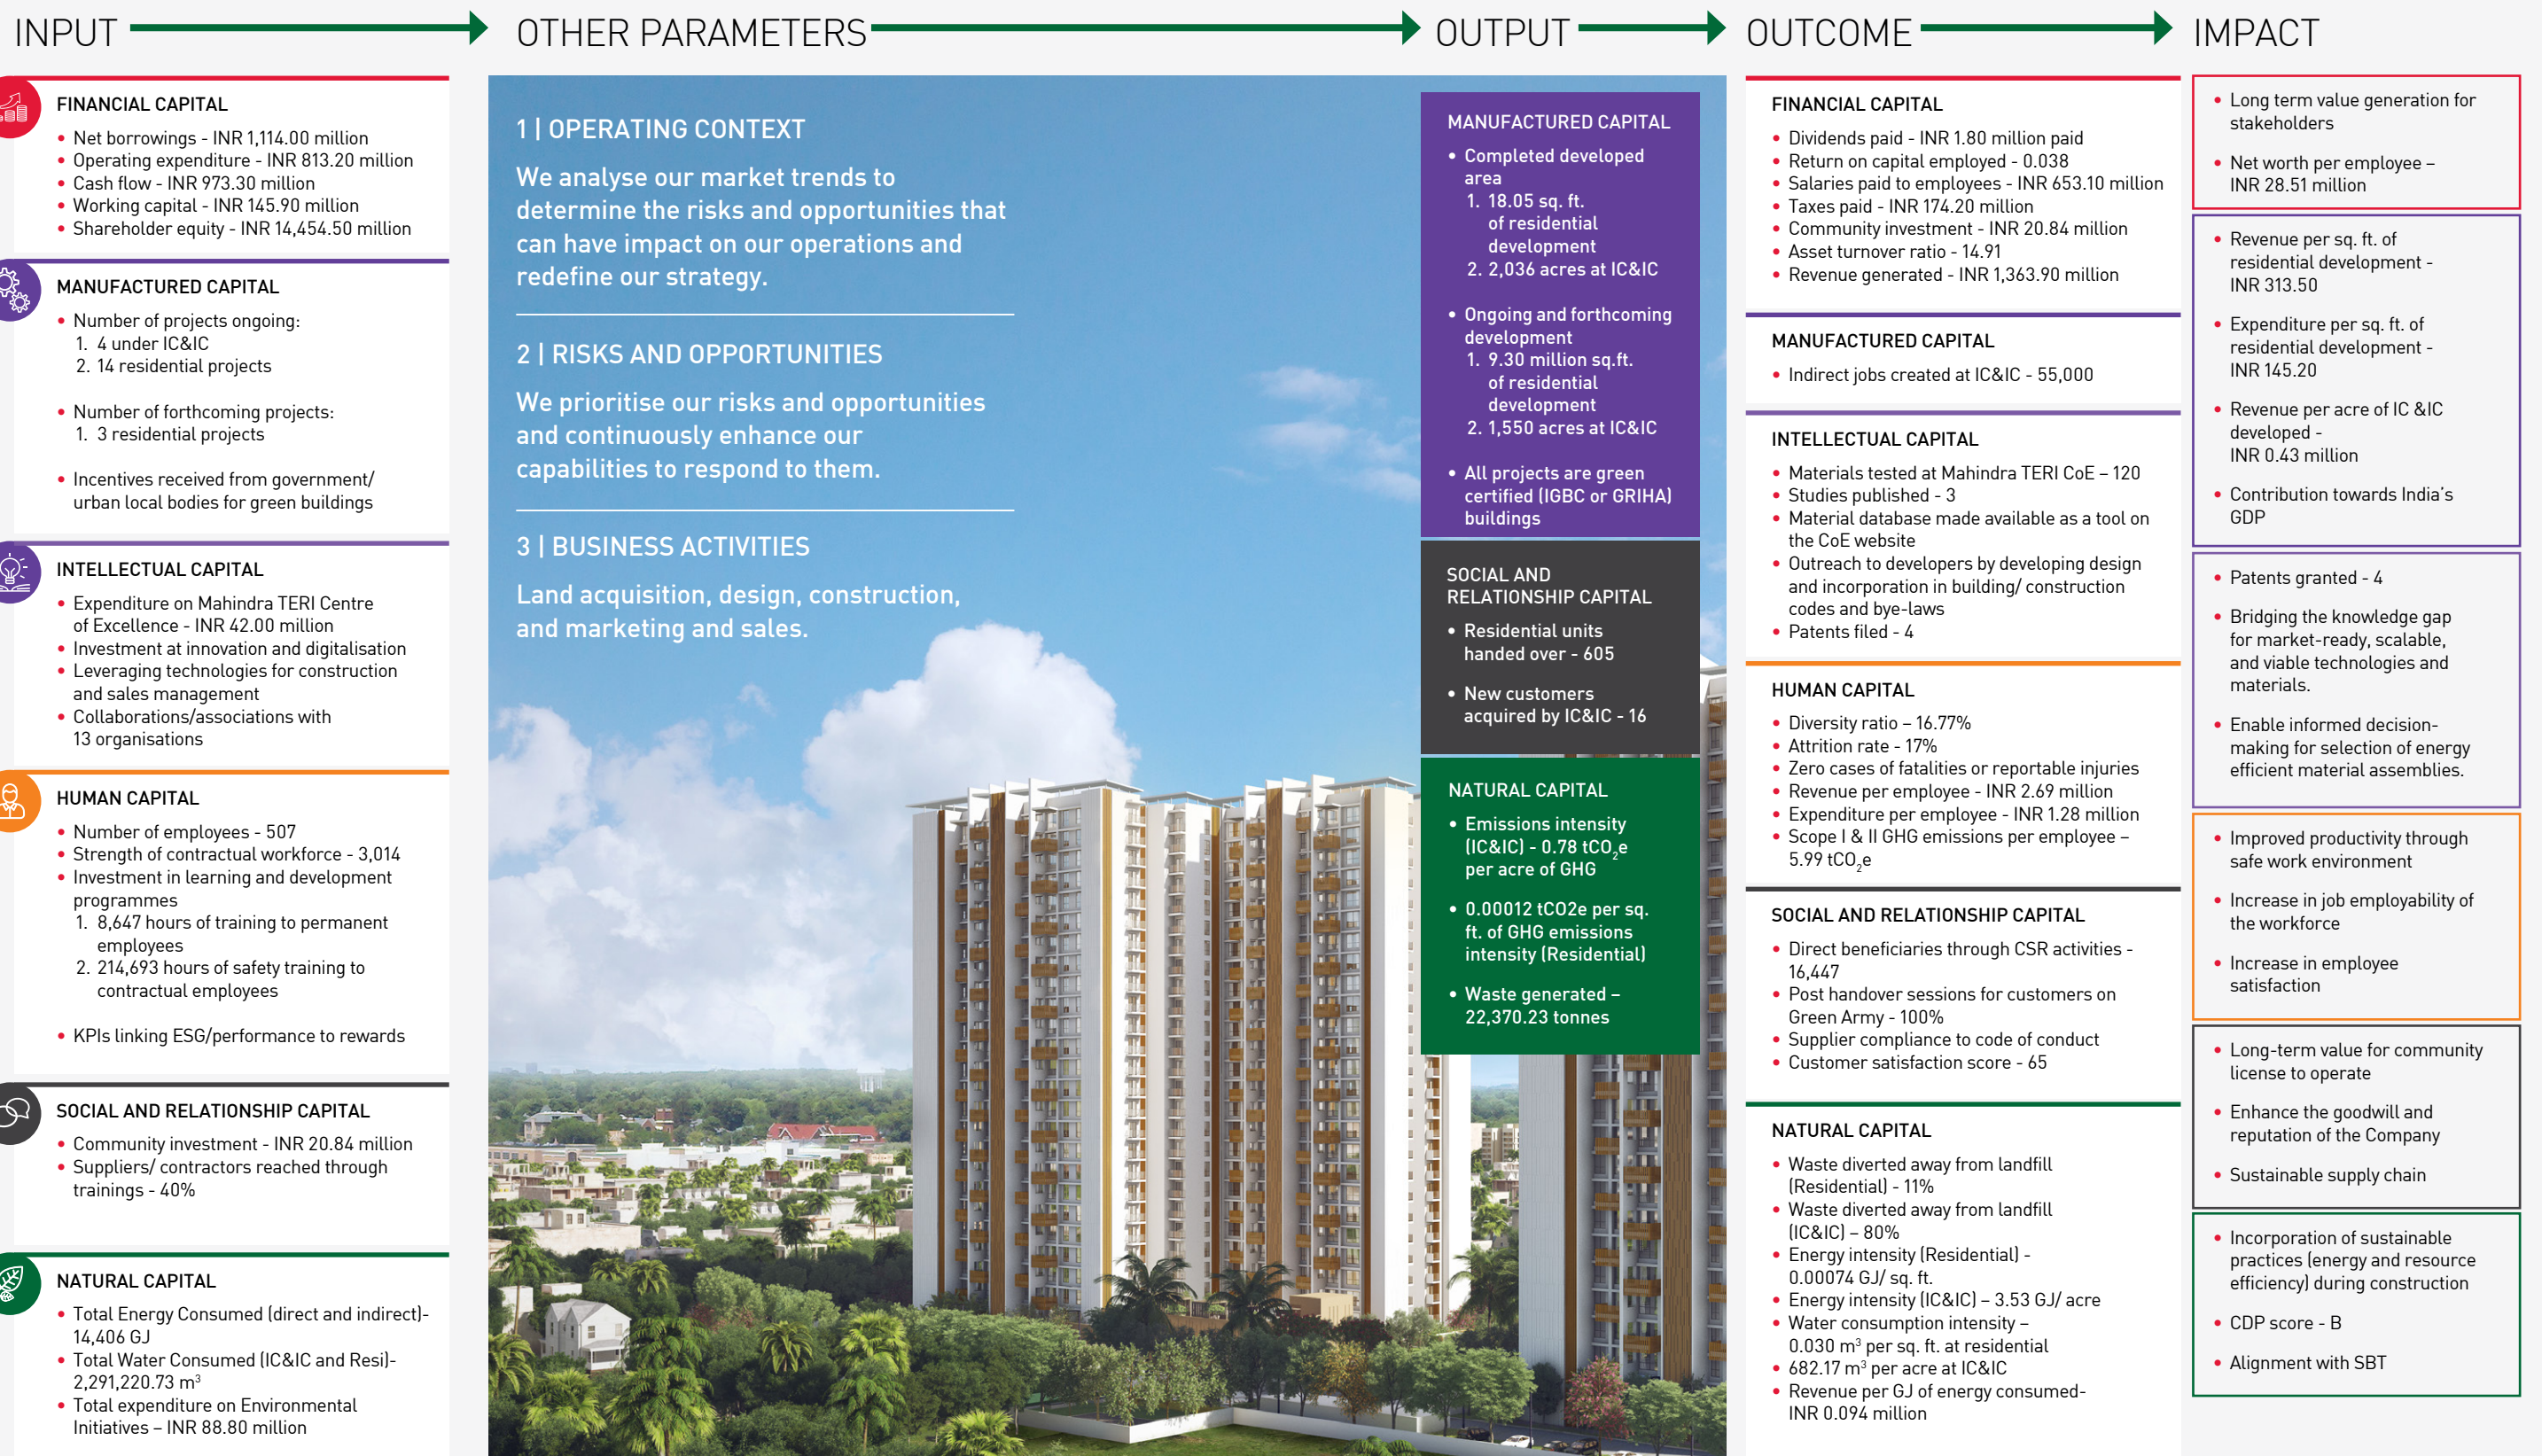 INPUT
OTHER PARAMETERS
OUTPUT
OUTCOME
IMPACT
FINANCIAL CAPITAL
• Net borrowings - INR 1,114.00 million
• Operating expenditure - INR 813.20 million
• Cash flow - INR 973.30 million
• Working capital - INR 145.90 million
• Shareholder equity - INR 14,454.50 million
MANUFACTURED CAPITAL
• Number of projects ongoing:
1. 4 under IC&IC
2. 14 residential projects
• Number of forthcoming projects:
1. 3 residential projects
• Incentives received from government/
urban local bodies for green buildings
INTELLECTUAL CAPITAL
• Expenditure on Mahindra TERI Centre
of Excellence - INR 42.00 million
• Investment at innovation and digitalisation
• Leveraging technologies for construction
and sales management
• Collaborations/associations with
13 organisations
HUMAN CAPITAL
• Number of employees - 507
• Strength of contractual workforce - 3,014
• Investment in learning and development
programmes
1. 8,647 hours of training to permanent
employees
2. 214,693 hours of safety training to
contractual employees
• KPIs linking ESG/performance to rewards
SOCIAL AND RELATIONSHIP CAPITAL
• Community investment - INR 20.84 million
• Suppliers/ contractors reached through
trainings - 40%
NATURAL CAPITAL
• Total Energy Consumed (direct and indirect)-
14,406 GJ
• Total Water Consumed (IC&IC and Resi)-
2,291,220.73 m³
• Total expenditure on Environmental
Initiatives – INR 88.80 million
1 | OPERATING CONTEXT
We analyse our market trends to
determine the risks and opportunities that
can have impact on our operations and
redefine our strategy.
2 | RISKS AND OPPORTUNITIES
We prioritise our risks and opportunities
and continuously enhance our
capabilities to respond to them.
3 | BUSINESS ACTIVITIES
Land acquisition, design, construction,
and marketing and sales.
MANUFACTURED CAPITAL
• Completed developed
area
1. 18.05 sq. ft.
of residential
development
2. 2,036 acres at IC&IC
• Ongoing and forthcoming
development
1. 9.30 million sq.ft.
of residential
development
2. 1,550 acres at IC&IC
• All projects are green
certified (IGBC or GRIHA)
buildings
SOCIAL AND
RELATIONSHIP CAPITAL
• Residential units
handed over - 605
• New customers
acquired by IC&IC - 16
NATURAL CAPITAL
• Emissions intensity
(IC&IC) - 0.78 tCO₂e
per acre of GHG
• 0.00012 tCO2e per sq.
ft. of GHG emissions
intensity (Residential)
• Waste generated –
22,370.23 tonnes
FINANCIAL CAPITAL
• Dividends paid - INR 1.80 million paid
• Return on capital employed - 0.038
• Salaries paid to employees - INR 653.10 million
• Taxes paid - INR 174.20 million
• Community investment - INR 20.84 million
• Asset turnover ratio - 14.91
• Revenue generated - INR 1,363.90 million
MANUFACTURED CAPITAL
• Indirect jobs created at IC&IC - 55,000
INTELLECTUAL CAPITAL
• Materials tested at Mahindra TERI CoE – 120
• Studies published - 3
• Material database made available as a tool on
the CoE website
• Outreach to developers by developing design
and incorporation in building/ construction
codes and bye-laws
• Patents filed - 4
HUMAN CAPITAL
• Diversity ratio – 16.77%
• Attrition rate - 17%
• Zero cases of fatalities or reportable injuries
• Revenue per employee - INR 2.69 million
• Expenditure per employee - INR 1.28 million
• Scope I & II GHG emissions per employee –
5.99 tCO₂e
SOCIAL AND RELATIONSHIP CAPITAL
• Direct beneficiaries through CSR activities -
16,447
• Post handover sessions for customers on
Green Army - 100%
• Supplier compliance to code of conduct
• Customer satisfaction score - 65
NATURAL CAPITAL
• Waste diverted away from landfill
(Residential) - 11%
• Waste diverted away from landfill
(IC&IC) – 80%
• Energy intensity (Residential) -
0.00074 GJ/ sq. ft.
• Energy intensity (IC&IC) – 3.53 GJ/ acre
• Water consumption intensity –
0.030 m³ per sq. ft. at residential
• 682.17 m³ per acre at IC&IC
• Revenue per GJ of energy consumed-
INR 0.094 million
• Long term value generation for
stakeholders
• Net worth per employee –
INR 28.51 million
• Revenue per sq. ft. of
residential development -
INR 313.50
• Expenditure per sq. ft. of
residential development -
INR 145.20
• Revenue per acre of IC &IC
developed -
INR 0.43 million
• Contribution towards India's
GDP
• Patents granted - 4
• Bridging the knowledge gap
for market-ready, scalable,
and viable technologies and
materials.
• Enable informed decision-
making for selection of energy
efficient material assemblies.
• Improved productivity through
safe work environment
• Increase in job employability of
the workforce
• Increase in employee
satisfaction
• Long-term value for community
license to operate
• Enhance the goodwill and
reputation of the Company
• Sustainable supply chain
• Incorporation of sustainable
practices (energy and resource
efficiency) during construction
• CDP score - B
• Alignment with SBT